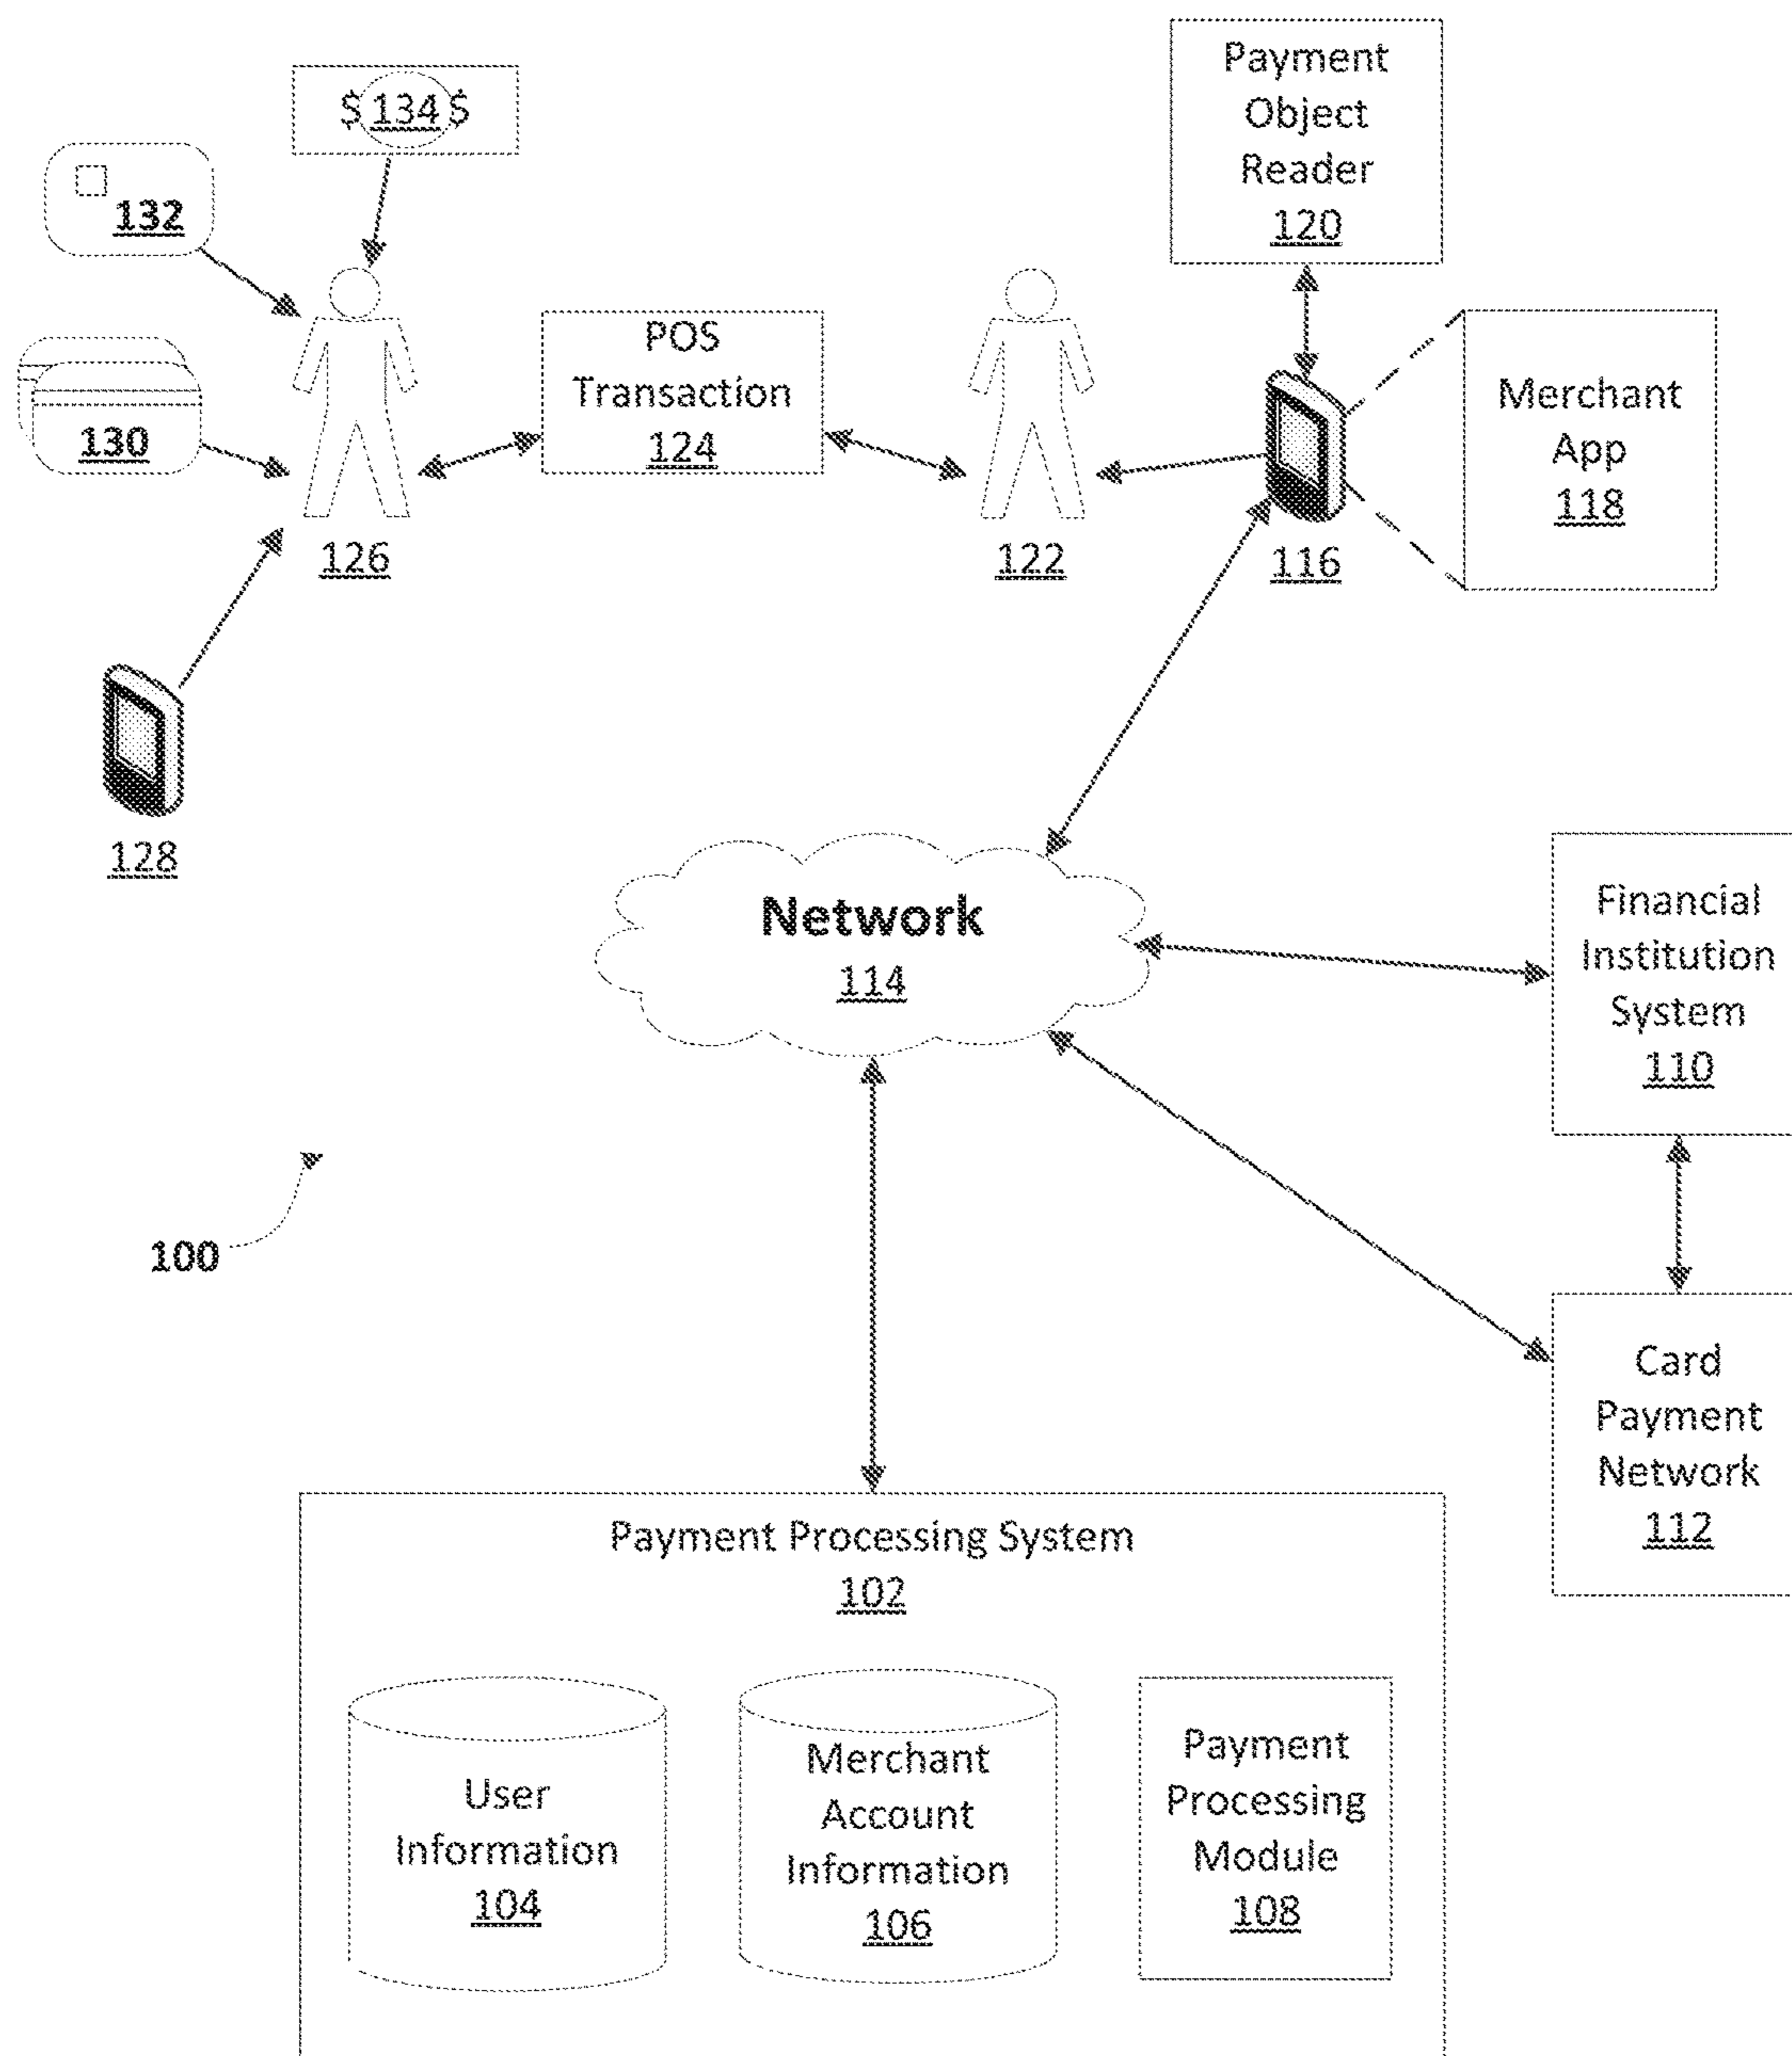 $ 134 $
132
130
126
128
POS
Transaction
124
122
Payment
Object
Reader
120
116
Merchant
App
118
Network
114
Financial
Institution
System
110
100
Card
Payment
Network
112
Payment Processing System
102
User
Information
104
Merchant
Account
Information
106
Payment
Processing
Module
108